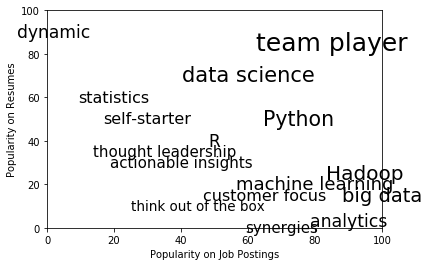 100
dynamic
team player
80
data science
60
statistics
self-starter
Python
40
R
thought leadership
actionable insights
Hadoop
20
machine learning
customer focus
big data
think out of the box
analytics
synergies
0
0 20 40 60 80 100
Popularity on Job Postings
Popularity on Resumes